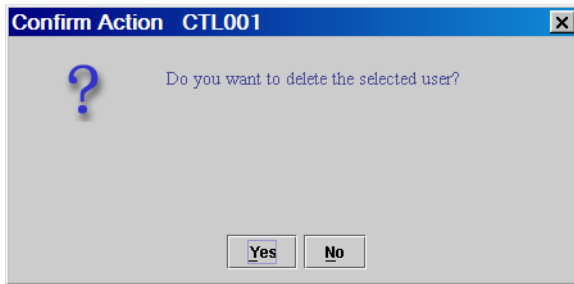 Confirm Action CTL001
Do you want to delete the selected user?
Yes No